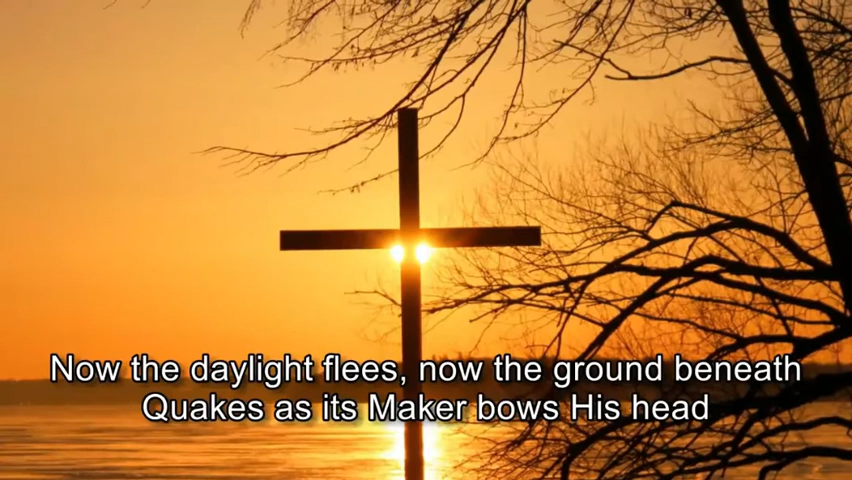 Now the daylight flees, now the ground beneath
Quakes as its Maker bows His head